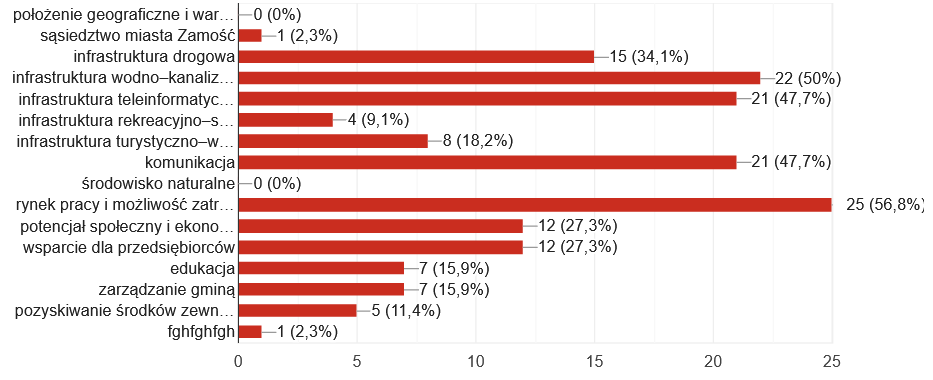 położenie geograficzne i war… 0 (0%)
sąsiedztwo miasta Zamość 1 (2,3%)
infrastruktura drogowa 15 (34,1%)
infrastruktura wodno–kanaliz… 22 (50%)
infrastruktura teleinformatyc… 21 (47,7%)
infrastruktura rekreacyjno–s… 4 (9,1%)
infrastruktura turystyczno–w… 8 (18,2%)
komunikacja 21 (47,7%)
środowisko naturalne 0 (0%)
rynek pracy i możliwość zatr… 25 (56,8%)
potencjał społeczny i ekono… 12 (27,3%)
wsparcie dla przedsiębiorców 12 (27,3%)
edukacja 7 (15,9%)
zarządzanie gminą 7 (15,9%)
pozyskiwanie środków zewn… 5 (11,4%)
fghfghfgh 1 (2,3%)
0 5 10 15 20 25